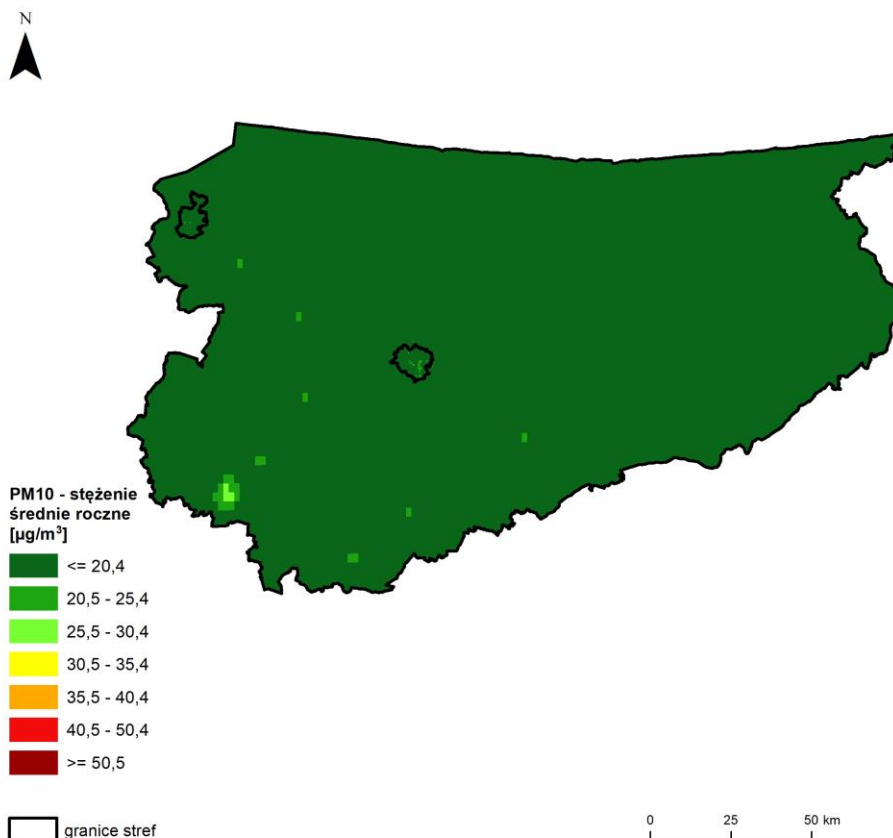 N
PM10 - stężenie
średnie roczne
[µg/m³]
<= 20,4
20,5 - 25,4
25,5 - 30,4
30,5 - 35,4
35,5 - 40,4
40,5 - 50,4
>= 50,5
granice stref
0 25 50 km